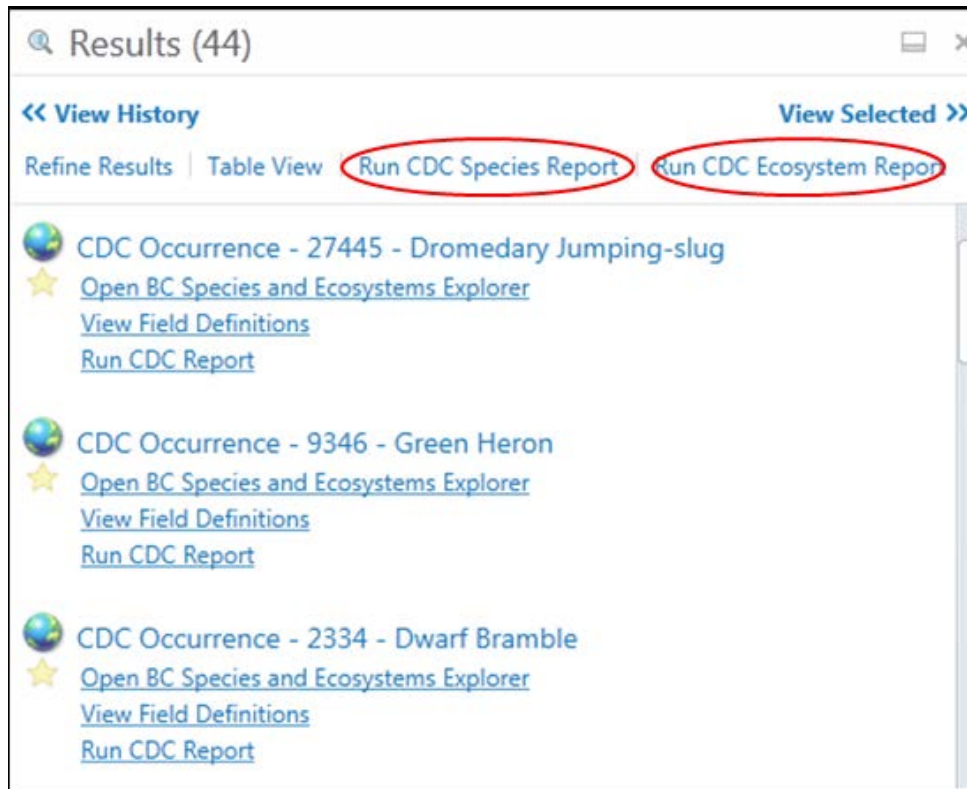 Results (44)
<< View History View Selected >>
Refine Results | Table View | Run CDC Species Report | Run CDC Ecosystem Report
CDC Occurrence - 27445 - Dromedary Jumping-slug
Open BC Species and Ecosystems Explorer
View Field Definitions
Run CDC Report
CDC Occurrence - 9346 - Green Heron
Open BC Species and Ecosystems Explorer
View Field Definitions
Run CDC Report
CDC Occurrence - 2334 - Dwarf Bramble
Open BC Species and Ecosystems Explorer
View Field Definitions
Run CDC Report